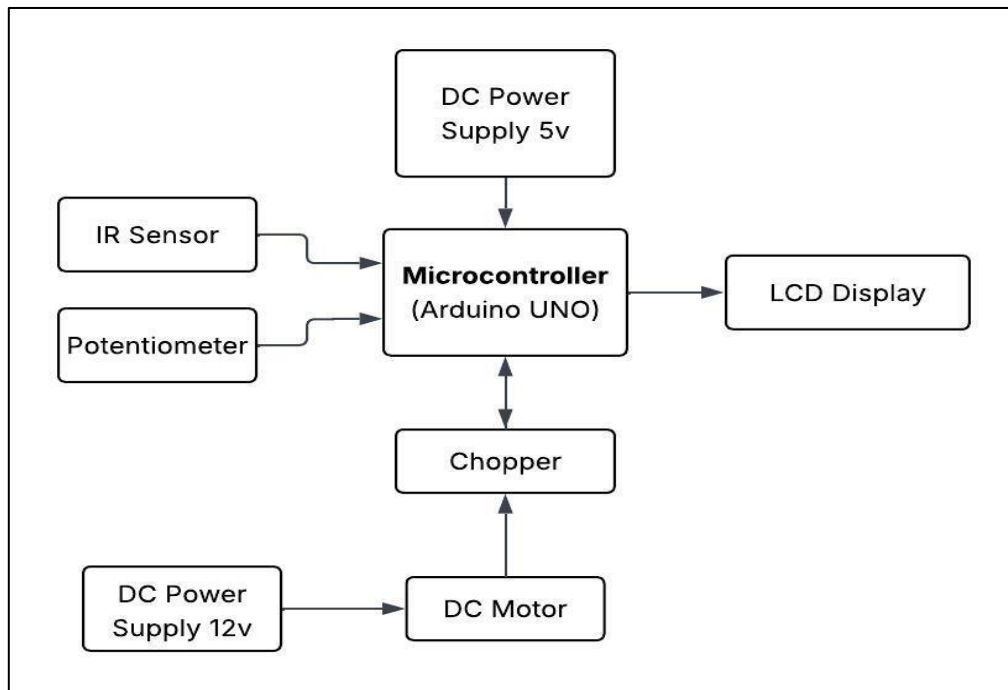 DC Power
Supply 5v
IR Sensor
Microcontroller
(Arduino UNO)
LCD Display
Potentiometer
Chopper
DC Power
Supply 12v
DC Motor